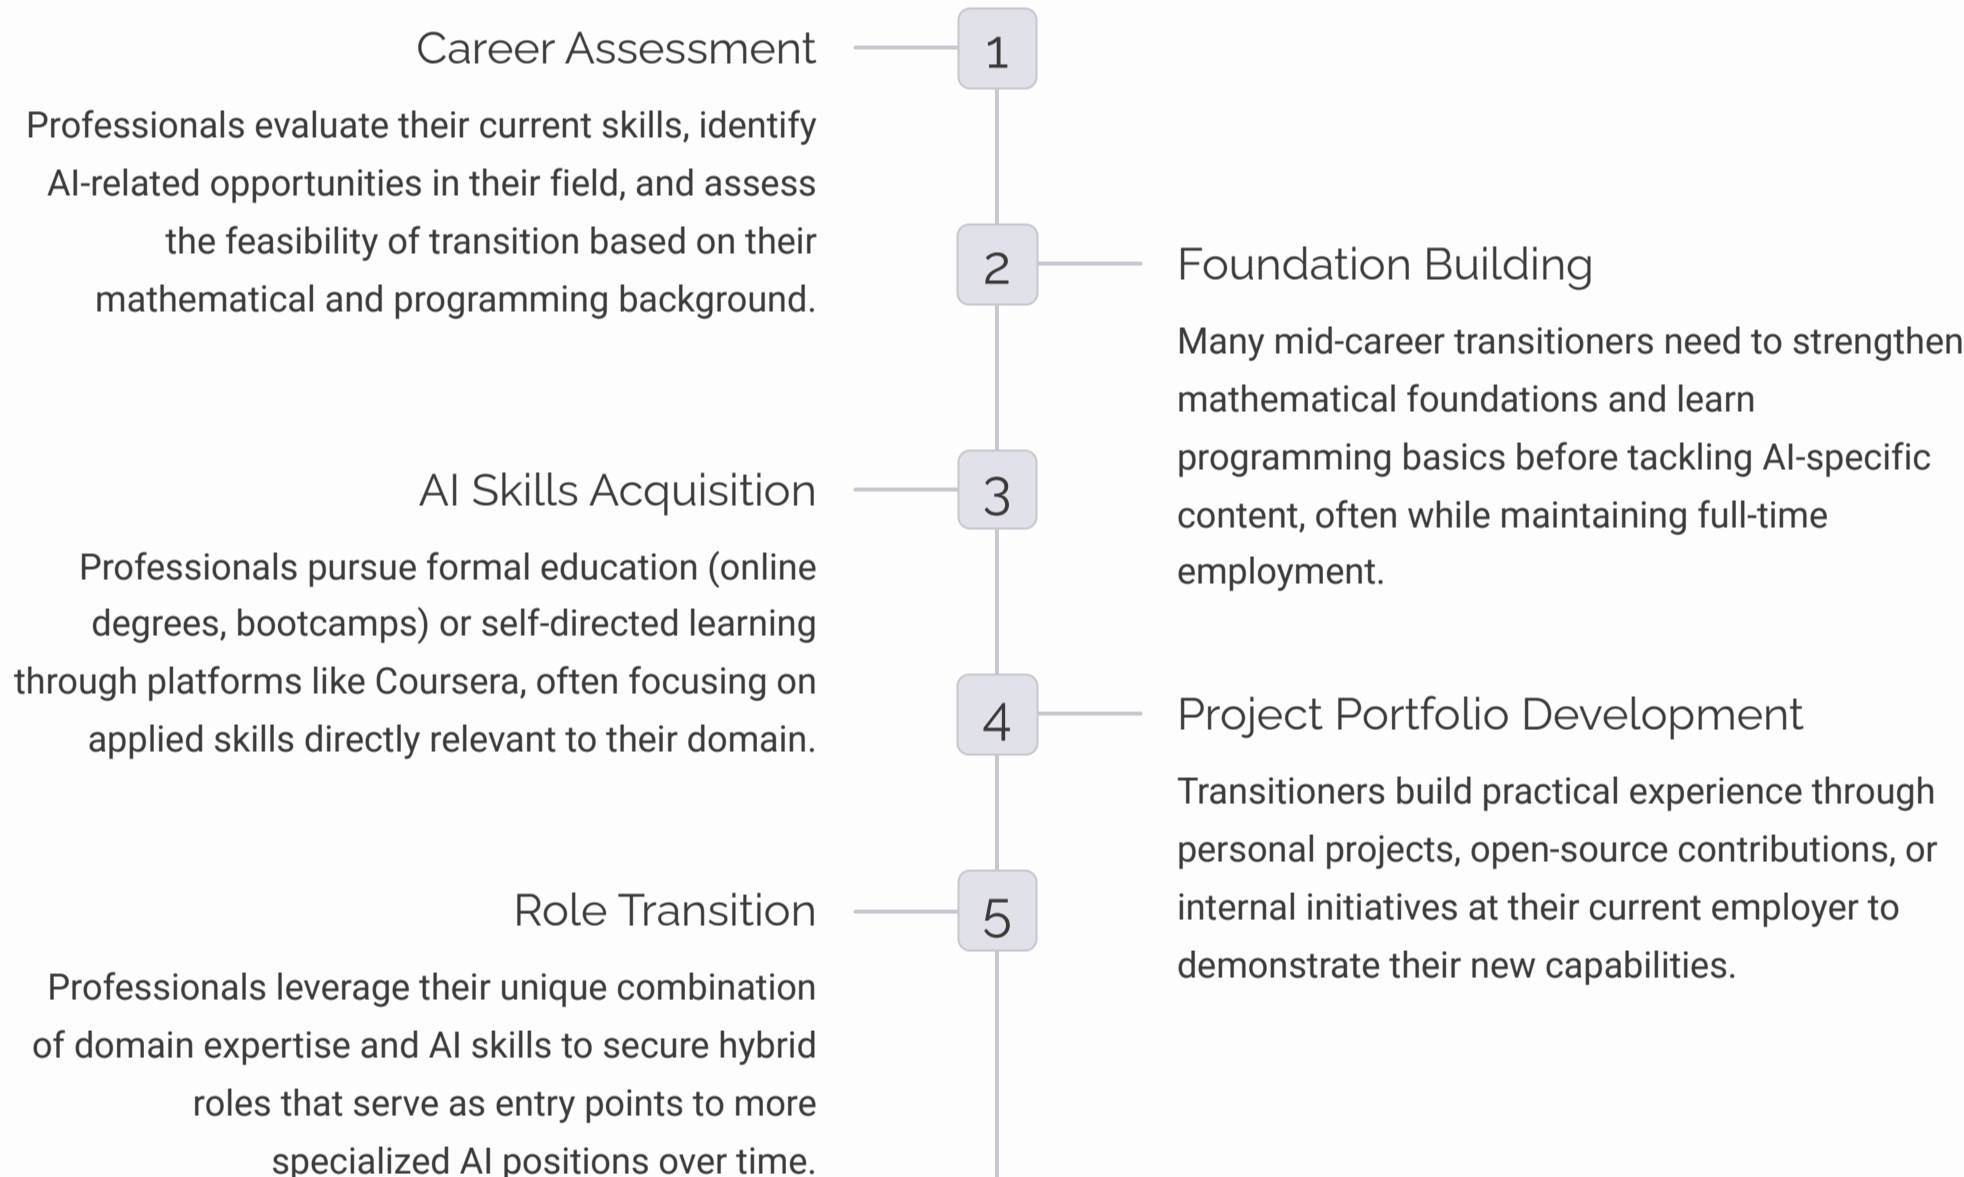 Career Assessment
1
Professionals evaluate their current skills, identify
AI-related opportunities in their field, and assess
the feasibility of transition based on their
mathematical and programming background.
2
Foundation Building
Many mid-career transitioners need to strengthen
mathematical foundations and learn
programming basics before tackling AI-specific
content, often while maintaining full-time
employment.
AI Skills Acquisition
3
Professionals pursue formal education (online
degrees, bootcamps) or self-directed learning
through platforms like Coursera, often focusing on
applied skills directly relevant to their domain.
4
Project Portfolio Development
Transitioners build practical experience through
personal projects, open-source contributions, or
internal initiatives at their current employer to
demonstrate their new capabilities.
Role Transition
5
Professionals leverage their unique combination
of domain expertise and AI skills to secure hybrid
roles that serve as entry points to more
specialized AI positions over time.